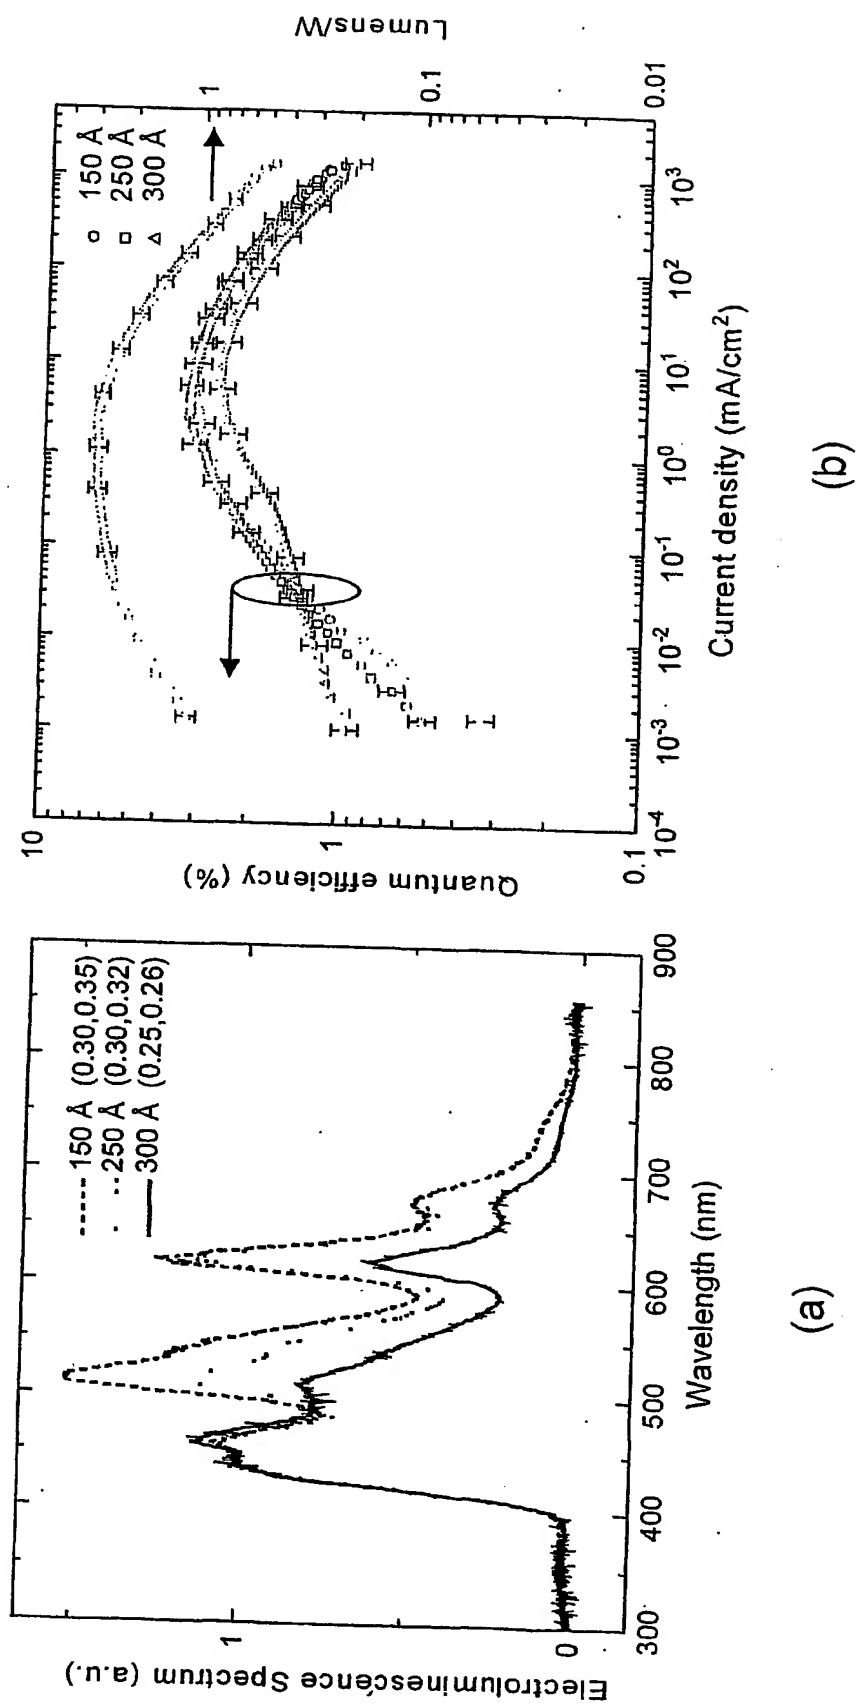 Electroluminescence Spectrum (a.u.)
1
0
150 Å (0.30,0.35)
250 Å (0.30,0.32)
300 Å (0.25,0.26)
300 400 500 600 700 800 900
Wavelength (nm)
(a)
Quantum efficiency (%)
10
1
0.1
150 Å
250 Å
300 Å
Lumens/W
1
0.1
0.01
10-4 10-3 10-2 10-1 100 101 102 103
Current density (mA/cm2)
(b)